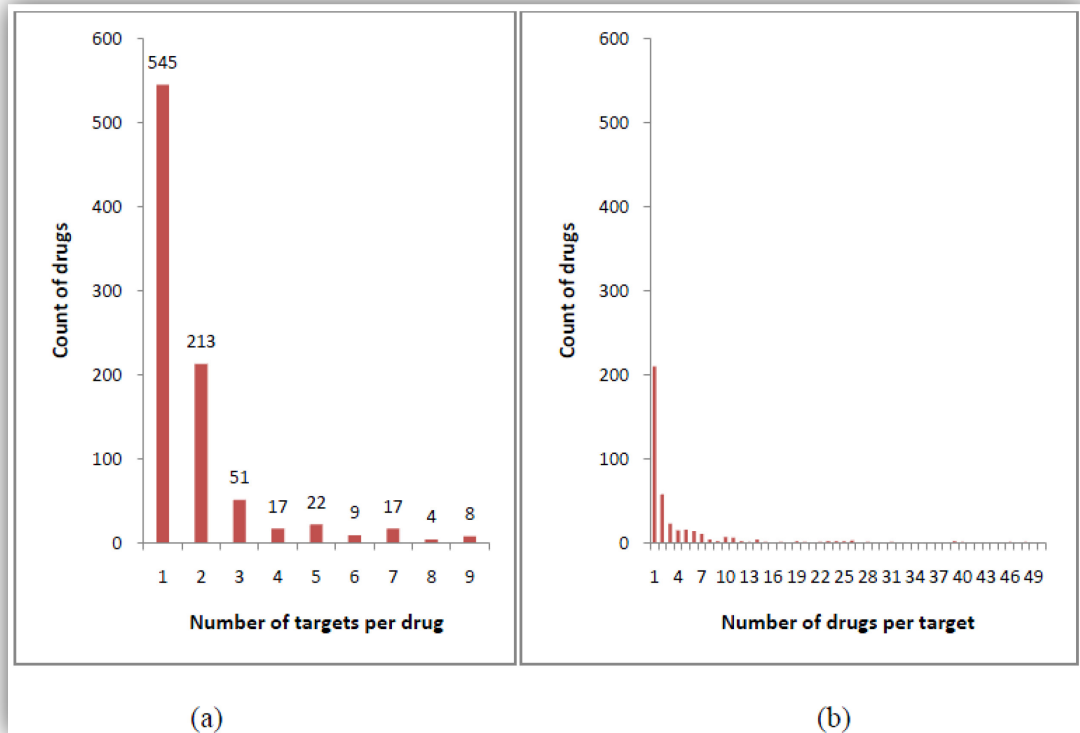 600
500
400
300
200
100
0
545
213
51
17
22
9
17
4
8
1 2 3 4 5 6 7 8 9
Count of drugs
Number of targets per drug
(a)
600
500
400
300
200
100
0
1 4 7 10 13 16 19 22 25 28 31 34 37 40 43 46 49
Count of drugs
Number of drugs per target
(b)